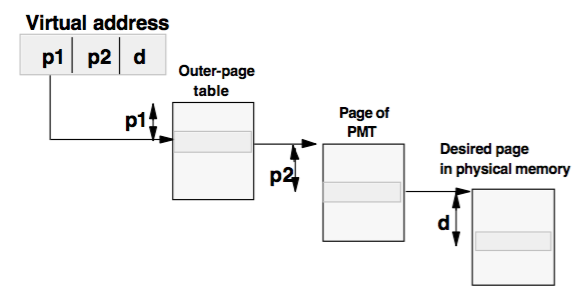 Virtual address
p1 p2 d
Outer-page
table
p1
Page of
PMT
p2
Desired page
in physical memory
d